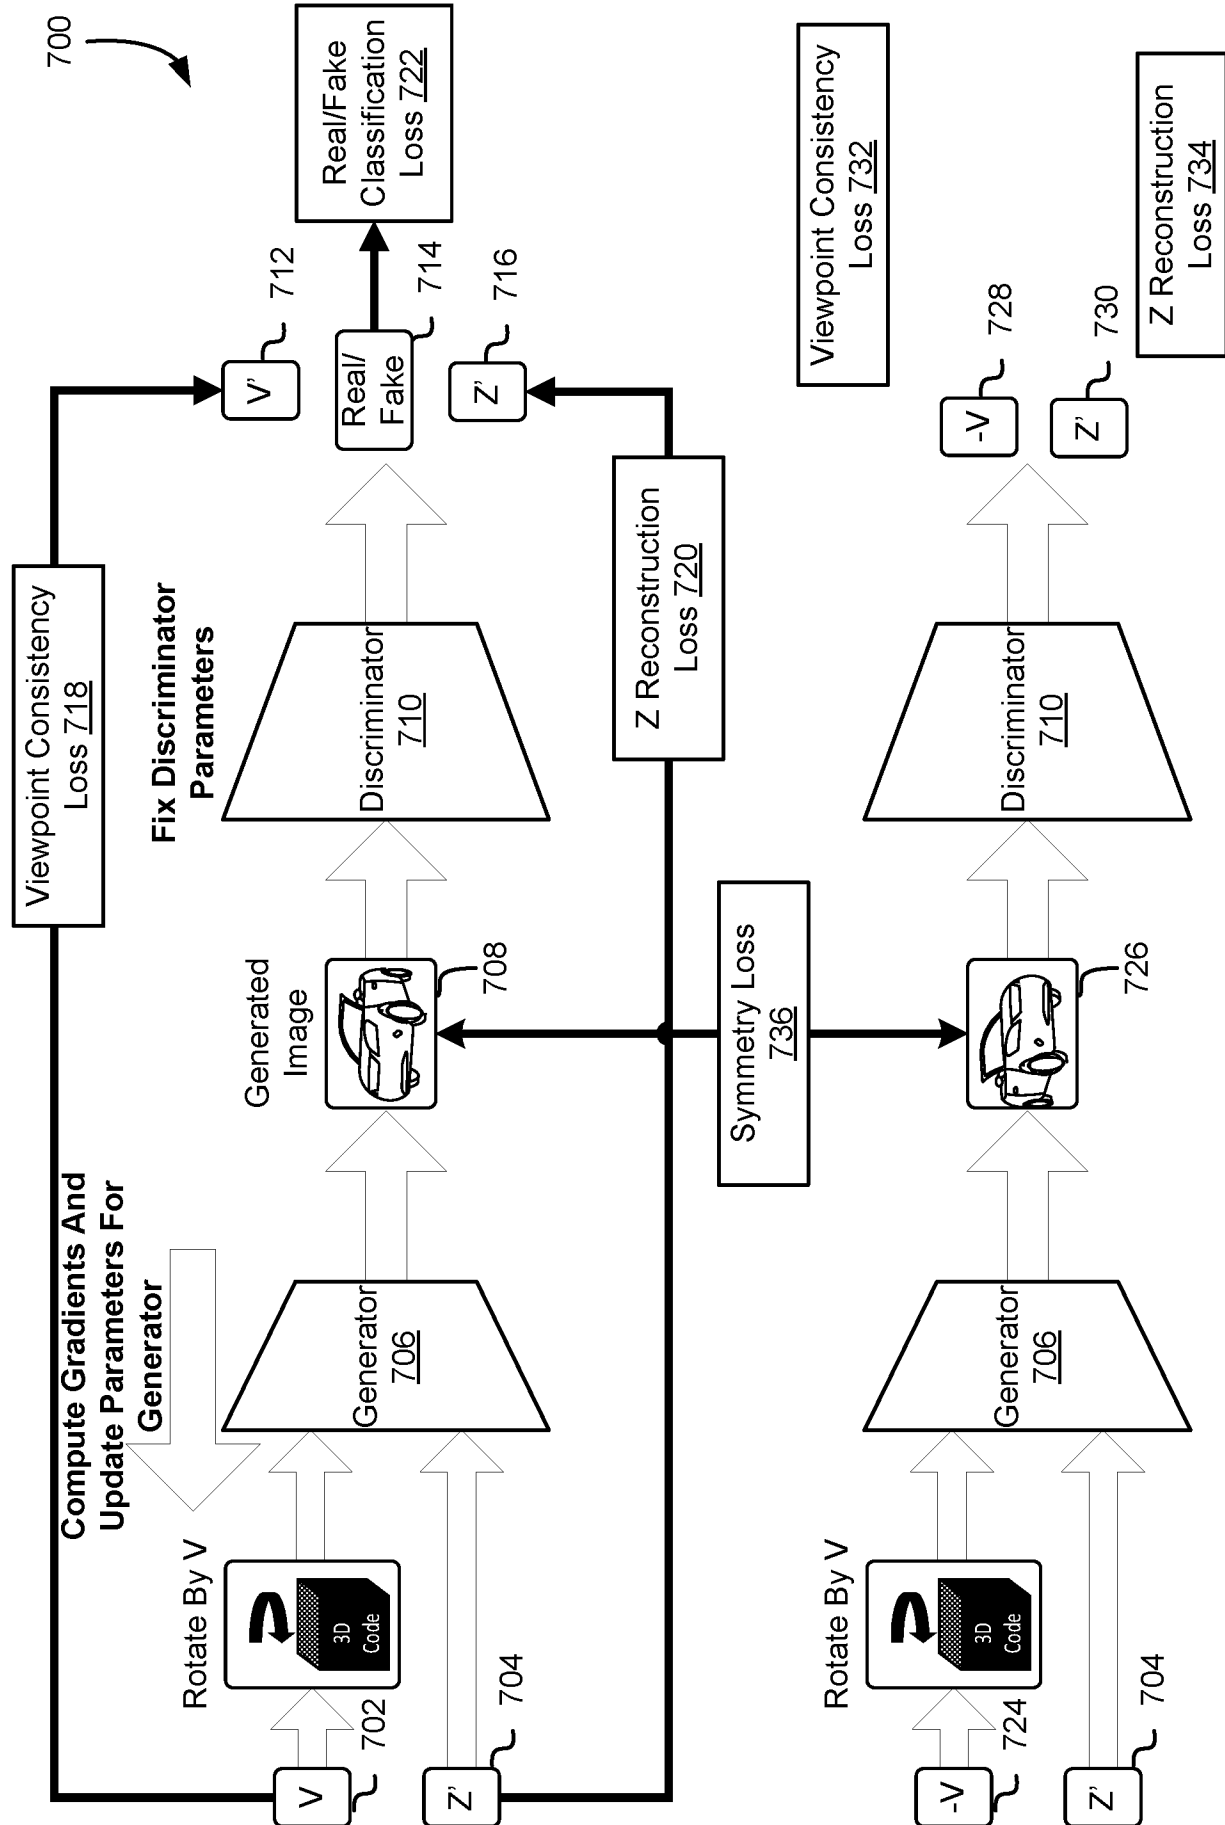 700
Viewpoint Consistency
Loss 718
Compute Gradients And
Update Parameters For
Generator
Fix Discriminator
Parameters
Rotate By V
V
702
3D
Code
Z'
704
Generator
706
Generated
Image
708
Discriminator
710
V'
712
Real/
Fake
714
Z'
716
Real/Fake
Classification
Loss 722
Z Reconstruction
Loss 720
Symmetry Loss
736
Viewpoint Consistency
Loss 732
Rotate By V
-V
724
3D
Code
Z'
704
Generator
706
726
Discriminator
710
-V
728
Z'
730
Z Reconstruction
Loss 734